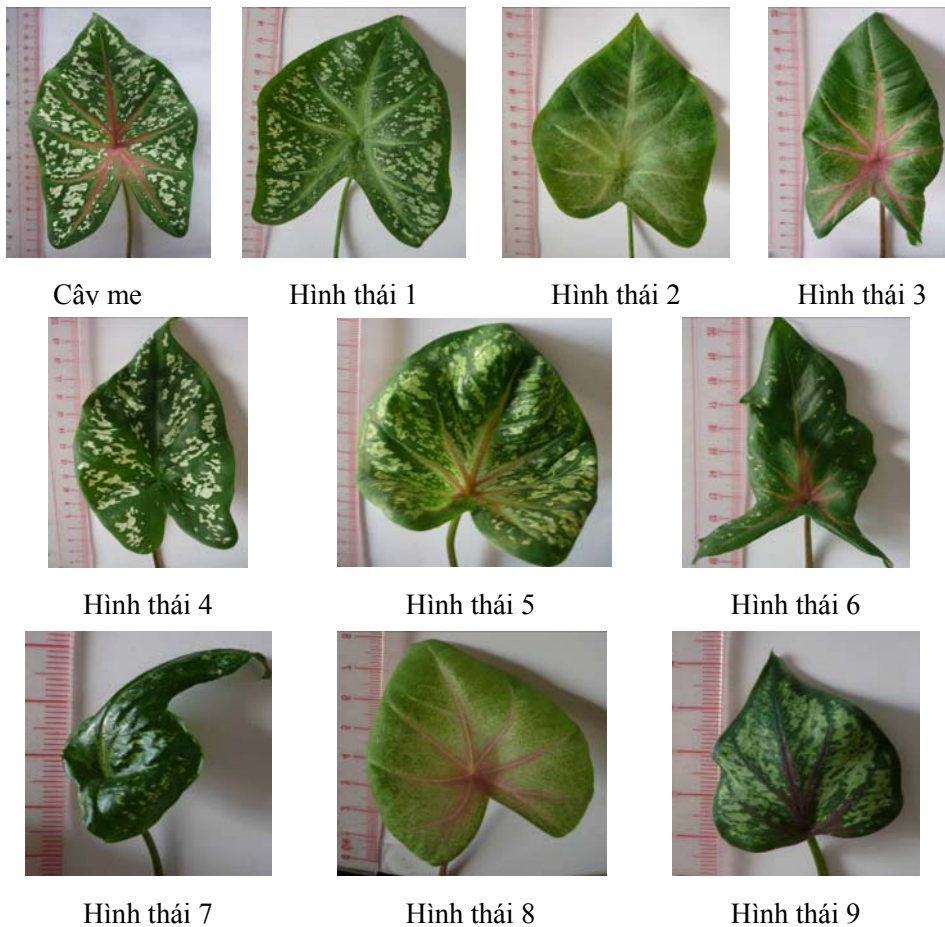 Cây me
Hình thái 1
Hình thái 2
Hình thái 3
Hình thái 4
Hình thái 5
Hình thái 6
Hình thái 7
Hình thái 8
Hình thái 9